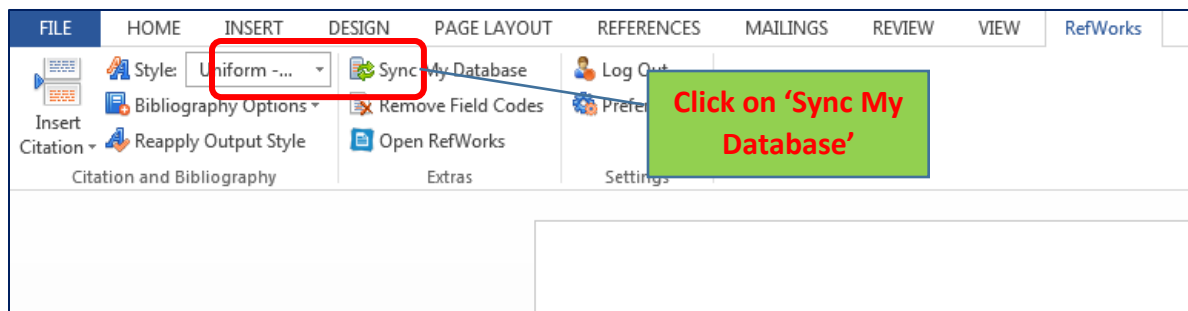 FILE HOME INSERT DESIGN PAGE LAYOUT REFERENCES MAILINGS REVIEW VIEW RefWorks
Style: Uniform -... Sync My Database Log Out
Bibliography Options Remove Field Codes
Insert
Citation Reapply Output Style Open RefWorks
Citation and Bibliography Extras Settings
Click on ‘Sync My
Database’